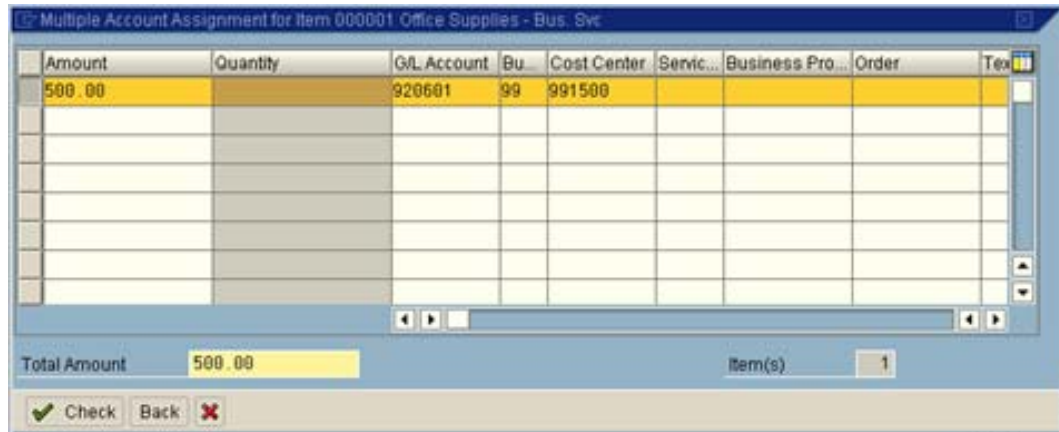 Multiple Account Assignment for Item 000001 Office Supplies - Bus. Svc
Amount Quantity G/L Account Bu... Cost Center Servic... Business Pro... Order Tex
500.00 920601 99 991500
Total Amount 500.00 Item(s) 1
Check Back